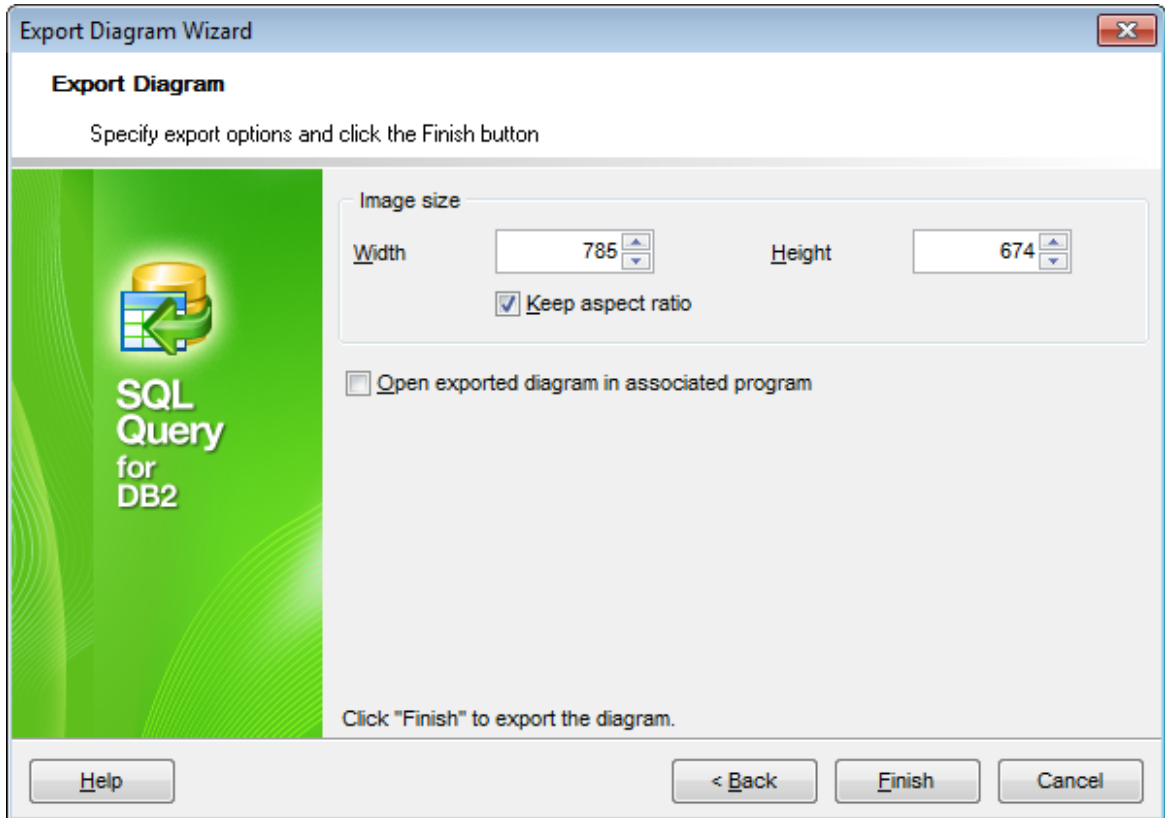 Export Diagram Wizard
Export Diagram
Specify export options and click the Finish button
Image size
Width 785 Height 674
Keep aspect ratio
Open exported diagram in associated program
SQL
Query
for
DB2
Click "Finish" to export the diagram.
Help < Back Finish Cancel